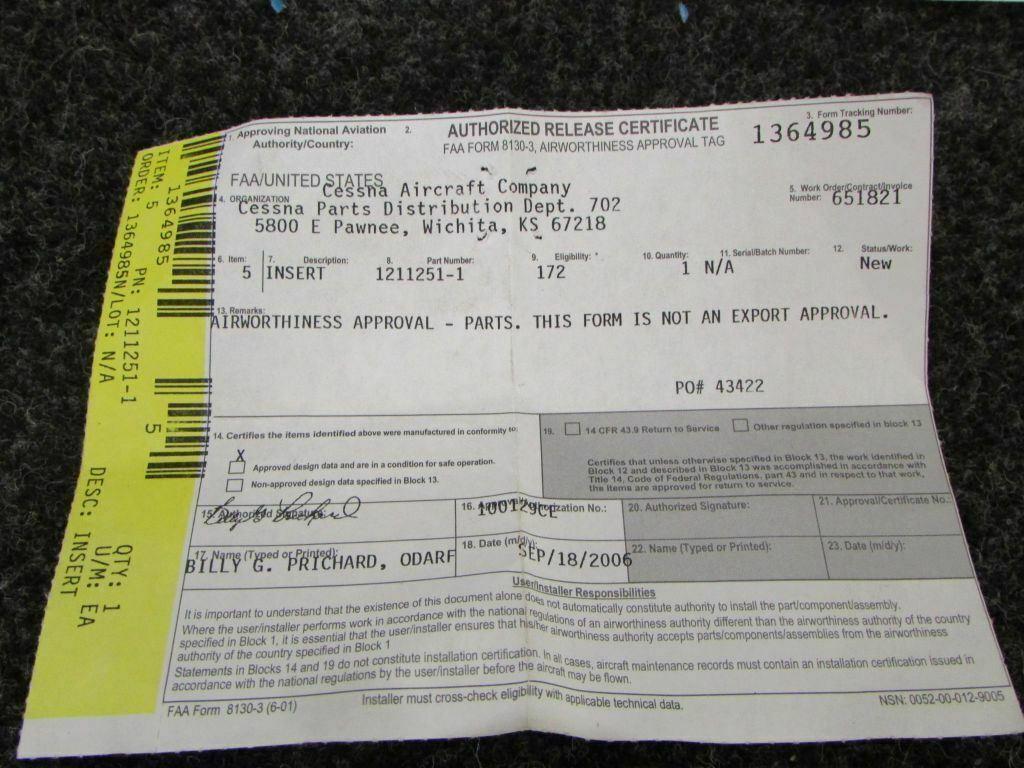 1. Approving National Aviation Authority/Country:
2.
AUTHORIZED RELEASE CERTIFICATE
FAA FORM 8130-3, AIRWORTHINESS APPROVAL TAG
3. Form Tracking Number:
1364985
FAA/UNITED STATES
4. ORGANIZATION
Cessna Aircraft Company
Cessna Parts Distribution Dept. 702
5800 E Pawnee, Wichita, KS 67218
5. Work Order/Contract/Invoice
Number: 651821
6. Item: 7. Description: 8. Part Number: 9. Eligibility: * 10. Quantity: 11. Serial/Batch Number: 12. Status/Work:
5 INSERT 1211251-1 172 1 N/A New
13. Remarks:
AIRWORTHINESS APPROVAL - PARTS. THIS FORM IS NOT AN EXPORT APPROVAL.
PO# 43422
14. Certifies the items identified above were manufactured in conformity to:
X
Approved design data and are in a condition for safe operation.
Non-approved design data specified in Block 13.
19. 14 CFR 43.9 Return to Service Other regulation specified in block 13
Certifies that unless otherwise specified in Block 13, the work identified in
Block 12 and described in Block 13 was accomplished in accordance with
Title 14, Code of Federal Regulations, part 43 and in respect to that work,
the items are approved for return to service.
15. Authorized Signature:
16. Approval/Authorization No.:
100129CE
20. Authorized Signature:
21. Approval/Certificate No.:
17. Name (Typed or Printed):
BILLY G. PRICHARD, ODARF
18. Date (m/d/y):
SEP/18/2006
22. Name (Typed or Printed):
23. Date (m/d/y):
User/Installer Responsibilities
It is important to understand that the existence of this document alone does not automatically constitute authority to install the part/component/assembly.
Where the user/installer performs work in accordance with the national regulations of an airworthiness authority different than the airworthiness authority of the country
specified in Block 1, it is essential that the user/installer ensures that his/her airworthiness authority accepts parts/components/assemblies from the airworthiness
authority of the country specified in Block 1
Statements in Blocks 14 and 19 do not constitute installation certification. In all cases, aircraft maintenance records must contain an installation certification issued in
accordance with the national regulations by the user/installer before the aircraft may be flown.
FAA Form 8130-3 (6-01)
Installer must cross-check eligibility with applicable technical data.
NSN: 0052-00-012-9005
1364985
5
ITEM: 5 PN: 1211251-1 QTY: 1
ORDER: 1364985N/LOT: N/A U/M: EA
DESC: INSERT